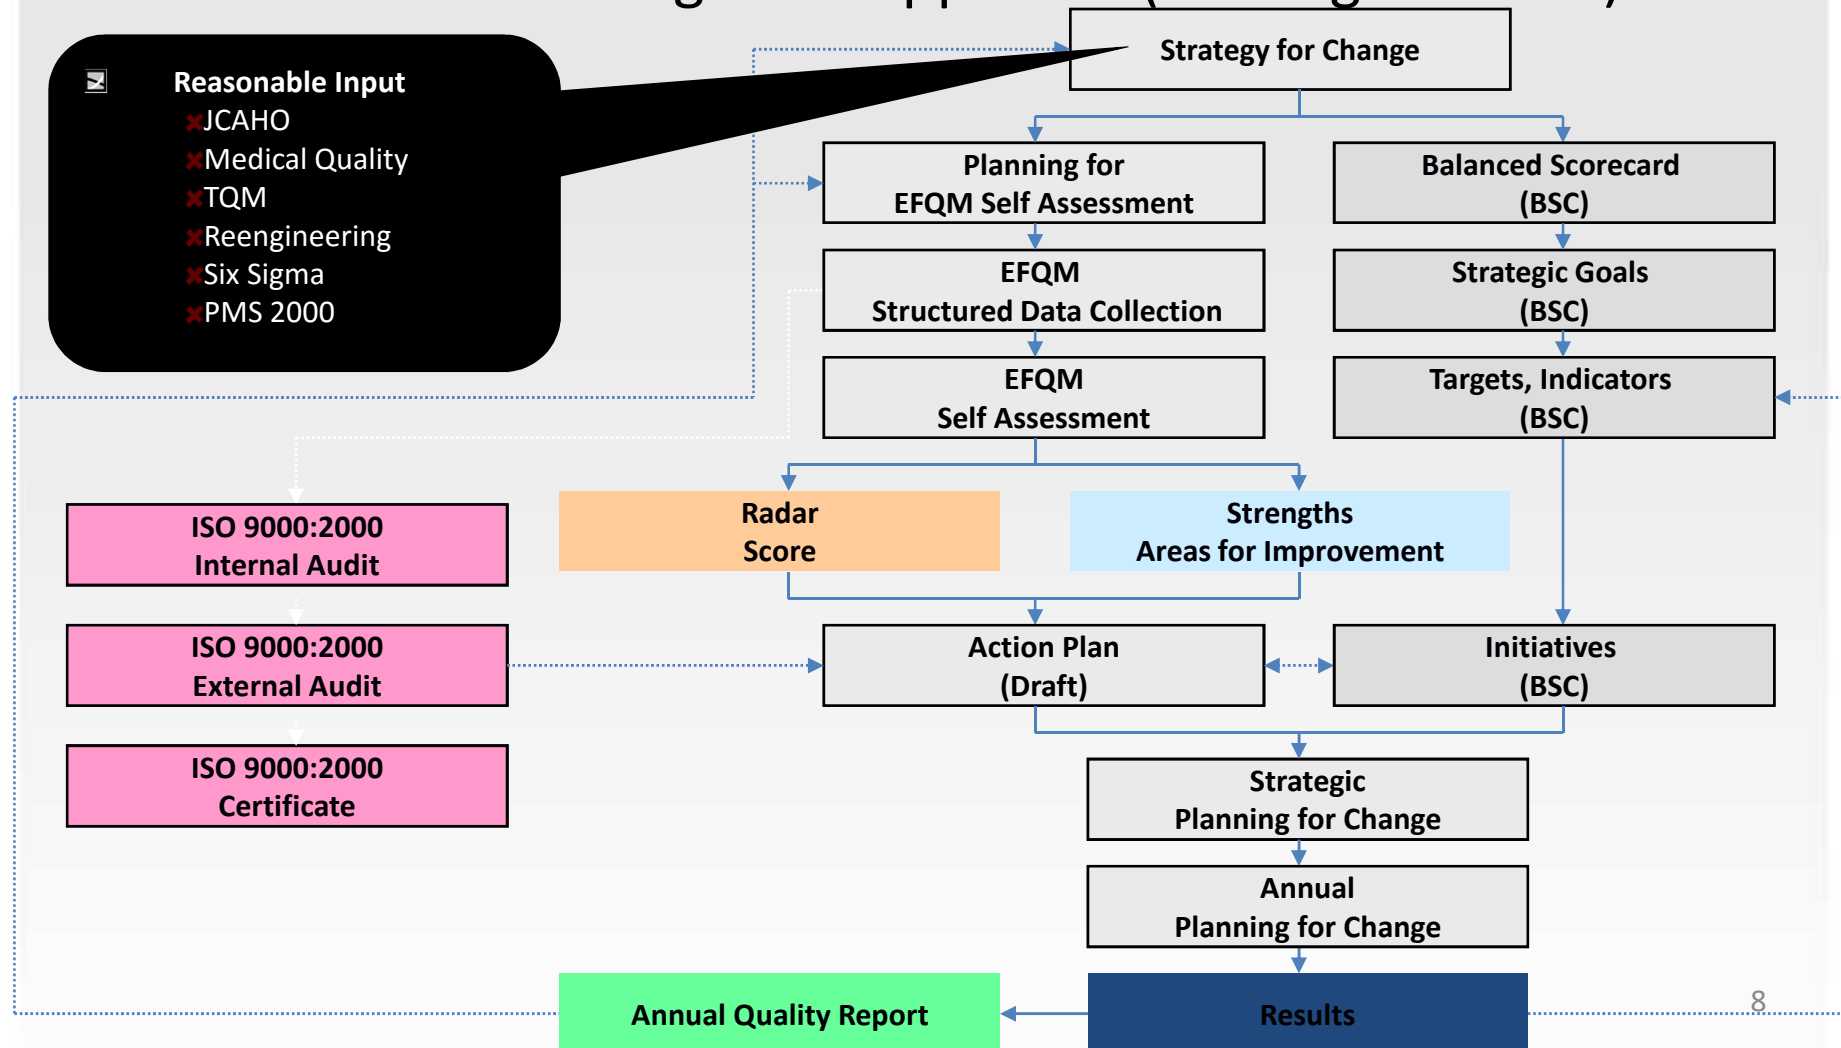 Reasonable Input
JCAHO
Medical Quality
TQM
Reengineering
Six Sigma
PMS 2000
Strategy for Change
Planning for
EFQM Self Assessment
Balanced Scorecard
(BSC)
EFQM
Structured Data Collection
Strategic Goals
(BSC)
EFQM
Self Assessment
Targets, Indicators
(BSC)
ISO 9000:2000
Internal Audit
Radar
Score
Strengths
Areas for Improvement
ISO 9000:2000
External Audit
Action Plan
(Draft)
Initiatives
(BSC)
ISO 9000:2000
Certificate
Strategic
Planning for Change
Annual
Planning for Change
Annual Quality Report
Results
8